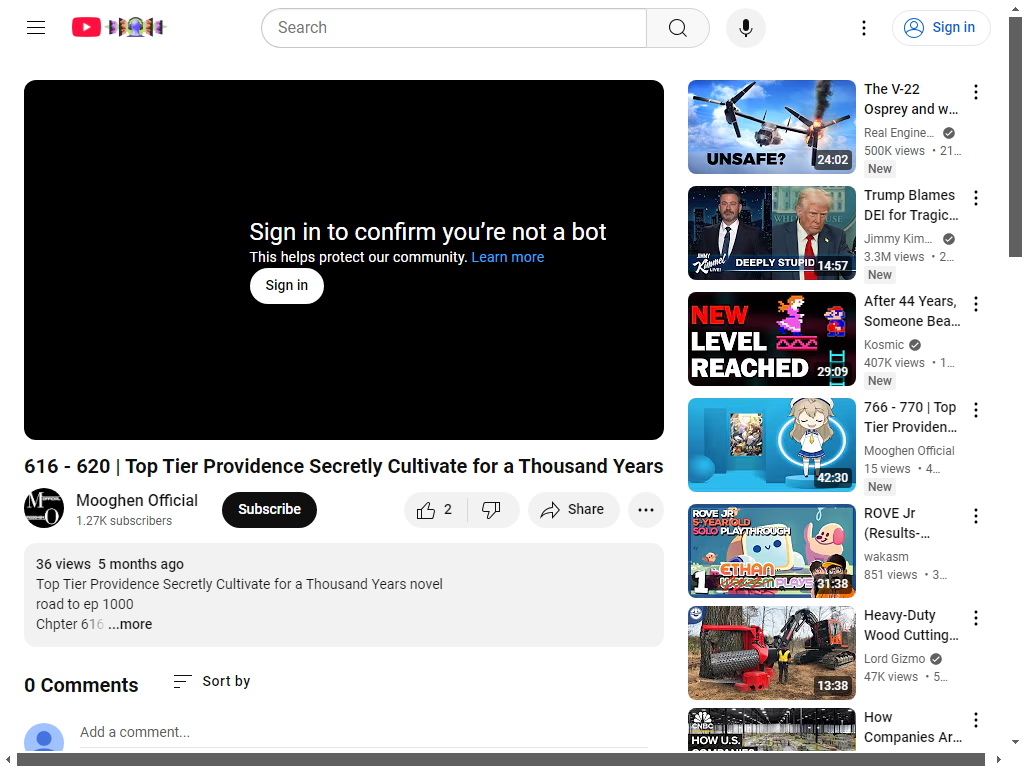 Search
Sign in
Sign in to confirm you're not a bot
This helps protect our community. Learn more
Sign in
616 - 620 | Top Tier Providence Secretly Cultivate for a Thousand Years
Mooghen Official
1.27K subscribers
Subscribe
2
Share
36 views 5 months ago
Top Tier Providence Secretly Cultivate for a Thousand Years novel
road to ep 1000
Chpter 616 ...more
0 Comments
Sort by
Add a comment...
UNSAFE?
24:02
The V-22
Osprey and w...
Real Engine...
500K views • 21...
New
WHITE HOUSE
JIMMY
Kimmel
LIVE!
DEEPLY STUPID
14:57
Trump Blames
DEI for Tragic...
Jimmy Kim...
3.3M views • 2...
New
NEW
LEVEL
REACHED
29:09
After 44 Years,
Someone Bea...
Kosmic
407K views • 1...
New
42:30
766 - 770 | Top
Tier Providen...
Mooghen Official
15 views • 4...
New
ROVE JR
5-YEAR OLD
SOLO PLAYTHROUGH
1
ETHAN
PLAYS
31:38
ROVE Jr
(Results-...
wakasm
851 views • 3...
13:38
Heavy-Duty
Wood Cutting...
Lord Gizmo
47K views • 5...
CNBC
HOW U.S.
How
Companies Ar...